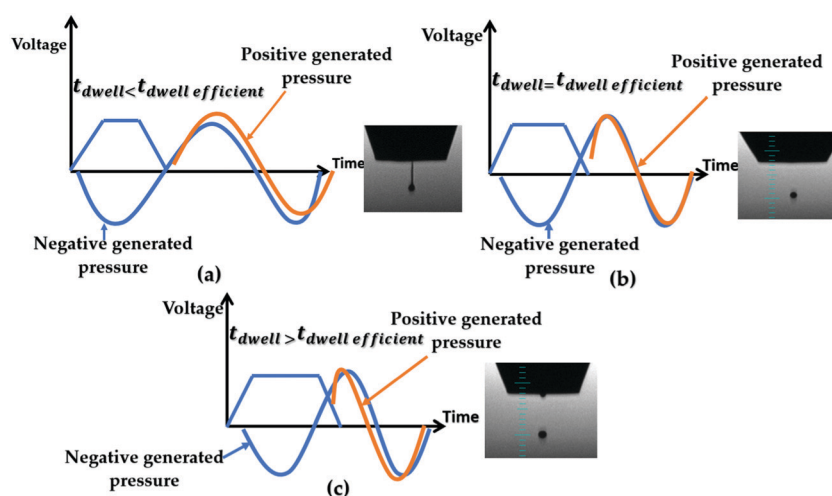 (a)
Voltage
Positive generated
pressure
t_dwell < t_dwell efficient
Time
Negative generated
pressure
(b)
Voltage
t_dwell = t_dwell efficient
Positive generated
pressure
Time
Negative generated
pressure
(a)
(b)
Voltage
Positive generated
pressure
t_dwell > t_dwell efficient
Time
Negative generated
pressure
(c)